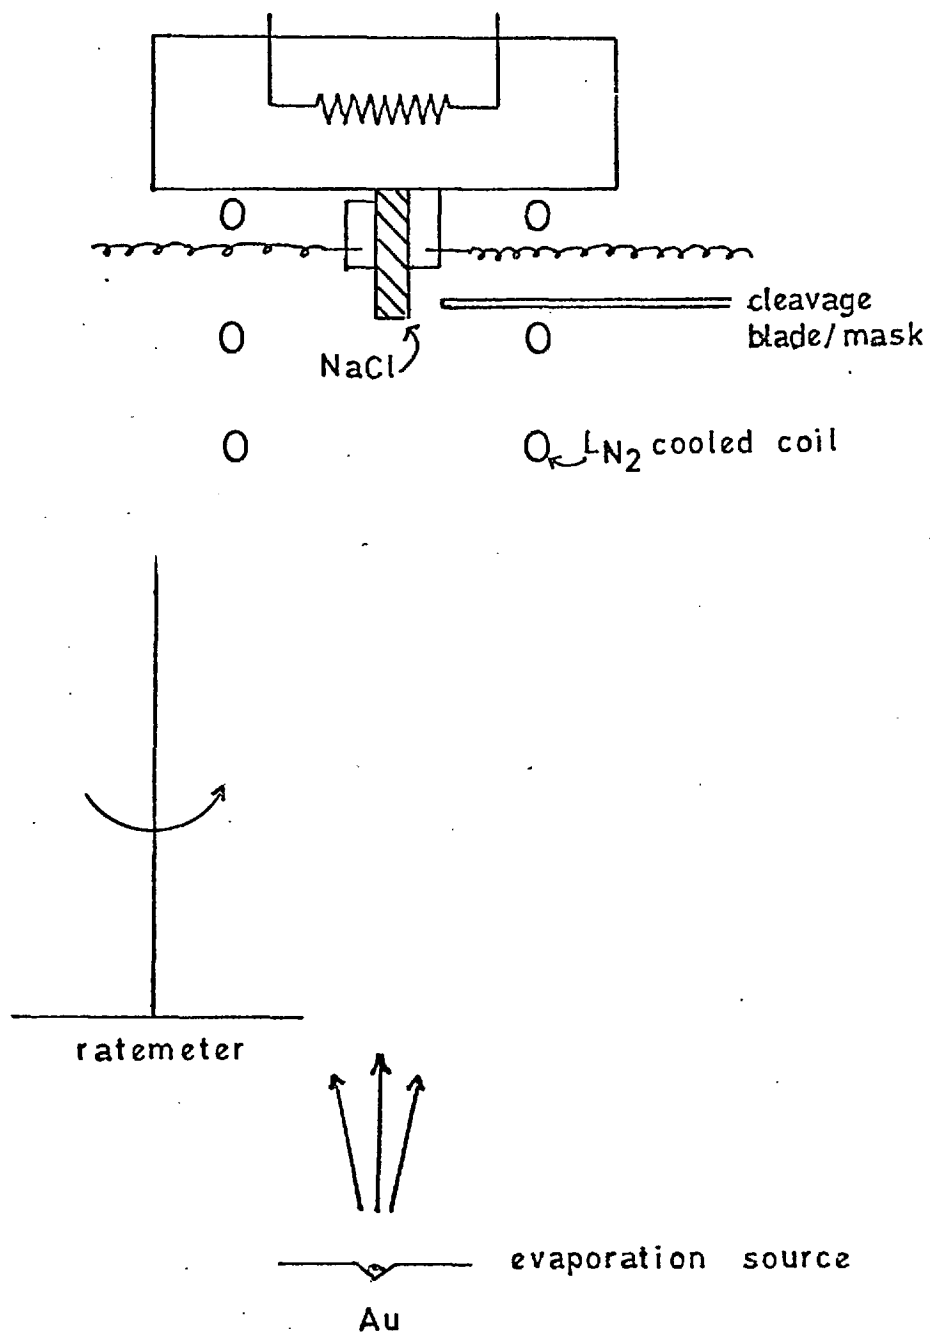 cleavage
blade/mask
NaCl
LN2 cooled coil
ratemeter
evaporation source
Au